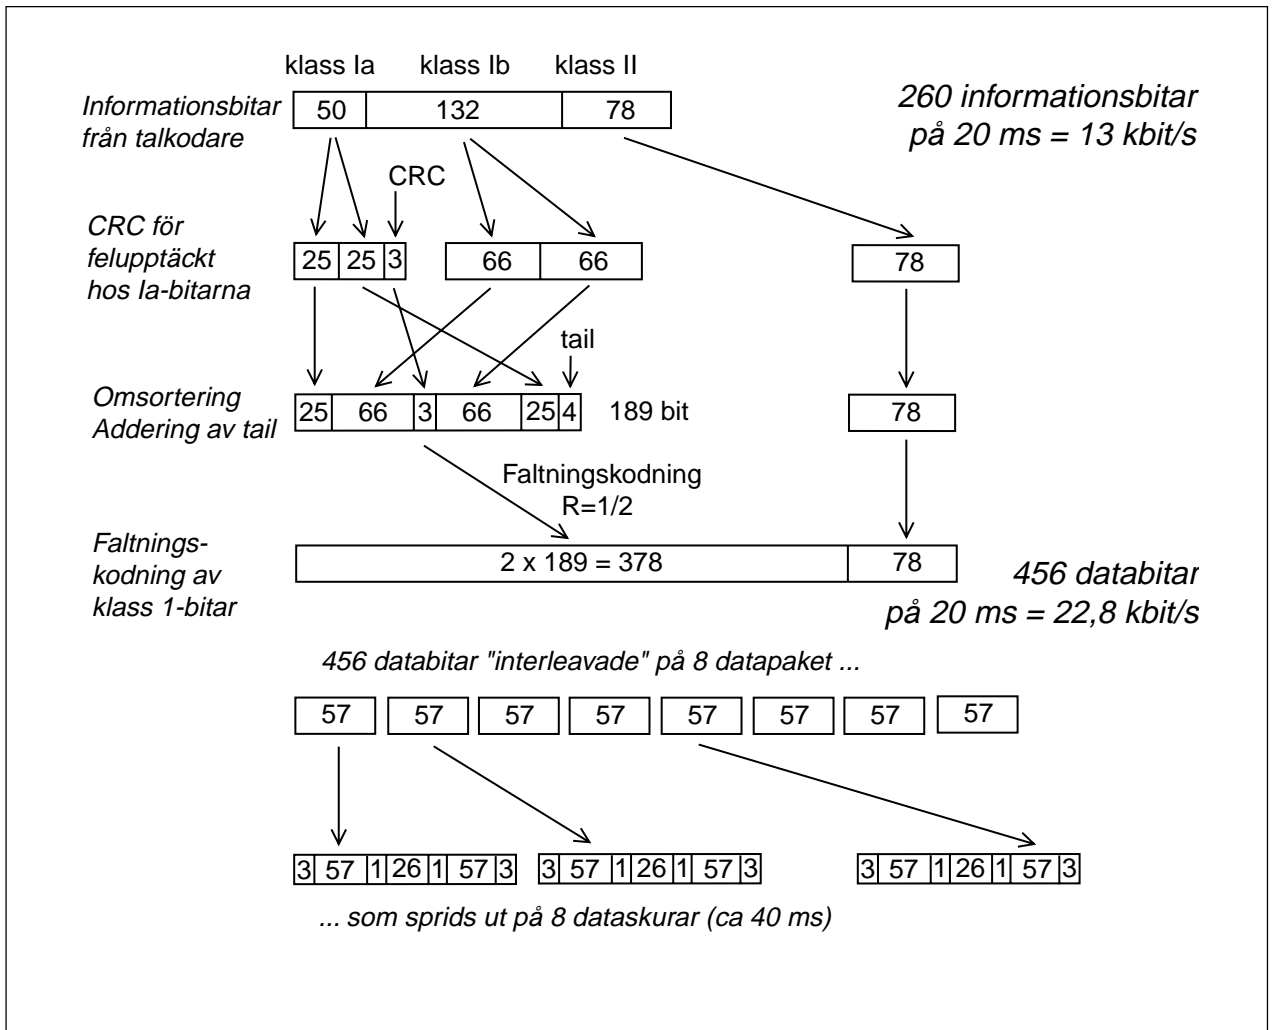 klass Ia klass Ib klass II
Informationsbitar
från talkodare
50 132 78
260 informationsbitar
på 20 ms = 13 kbit/s
CRC
CRC för
felupptäckt
hos Ia-bitarna
25 25 3 66 66 78
tail
Omsortering
Addering av tail
25 66 3 66 25 4 189 bit 78
Faltningskodning
R=1/2
Faltnings-
kodning av
klass 1-bitar
2 x 189 = 378 78
456 databitar
på 20 ms = 22,8 kbit/s
456 databitar "interleavade" på 8 datapaket ...
57 57 57 57 57 57 57 57
3 57 1 26 1 57 3 3 57 1 26 1 57 3 3 57 1 26 1 57 3
... som sprids ut på 8 dataskurar (ca 40 ms)